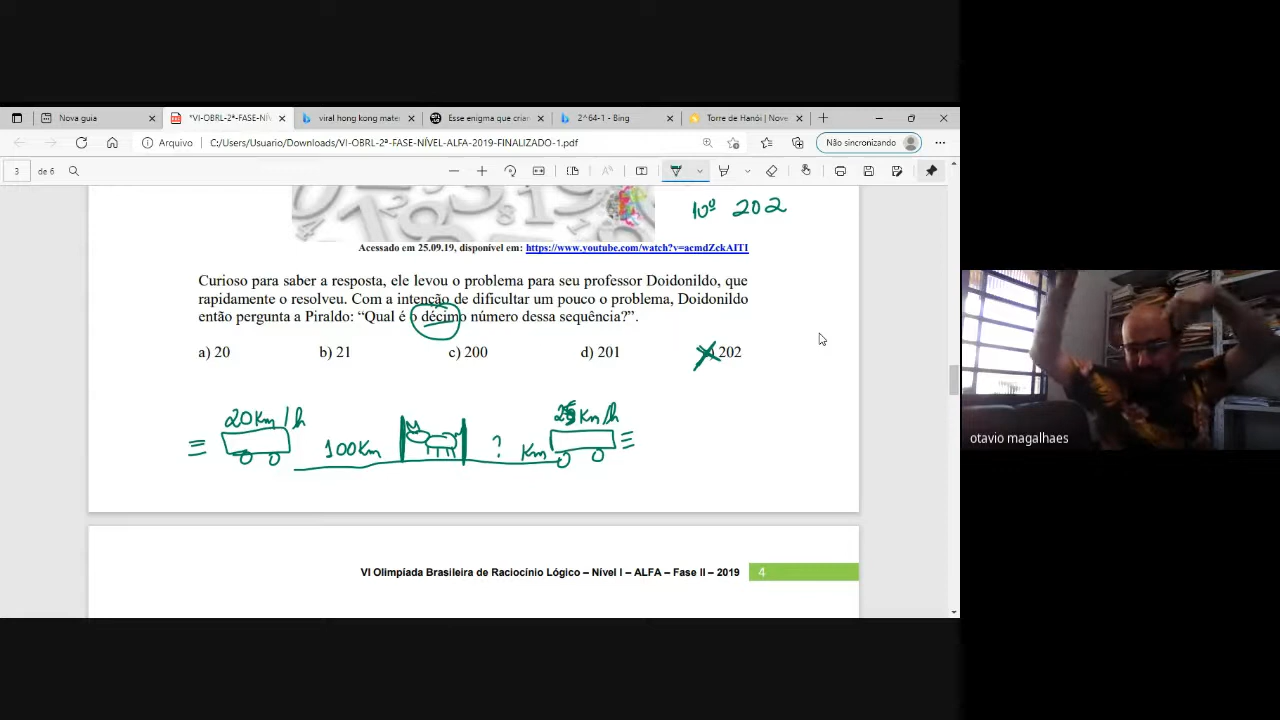 Nova guia
*VI-OBRL-2ª-FASE-NÍV
viral hong kong mate
Esse enigma que criar
2^64-1 - Bing
Torre de Hanói | Nove
Arquivo
C:/Users/Usuario/Downloads/VI-OBRL-2ª-FASE-NÍVEL-ALFA-2019-FINALIZADO-1.pdf
Não sincronizando
3 de 6
10º 202
Acessado em 25.09.19, disponível em: https://www.youtube.com/watch?v=acmdZckAITI
Curioso para saber a resposta, ele levou o problema para seu professor Doidonildo, que
rapidamente o resolveu. Com a intenção de dificultar um pouco o problema, Doidonildo
então pergunta a Piraldo: “Qual é o décimo número dessa sequência?”.
a) 20 b) 21 c) 200 d) 201 202
20Km/h 25Km/h
100Km ? Km
otavio magalhaes
VI Olimpíada Brasileira de Raciocínio Lógico – Nível I – ALFA – Fase II – 2019 4